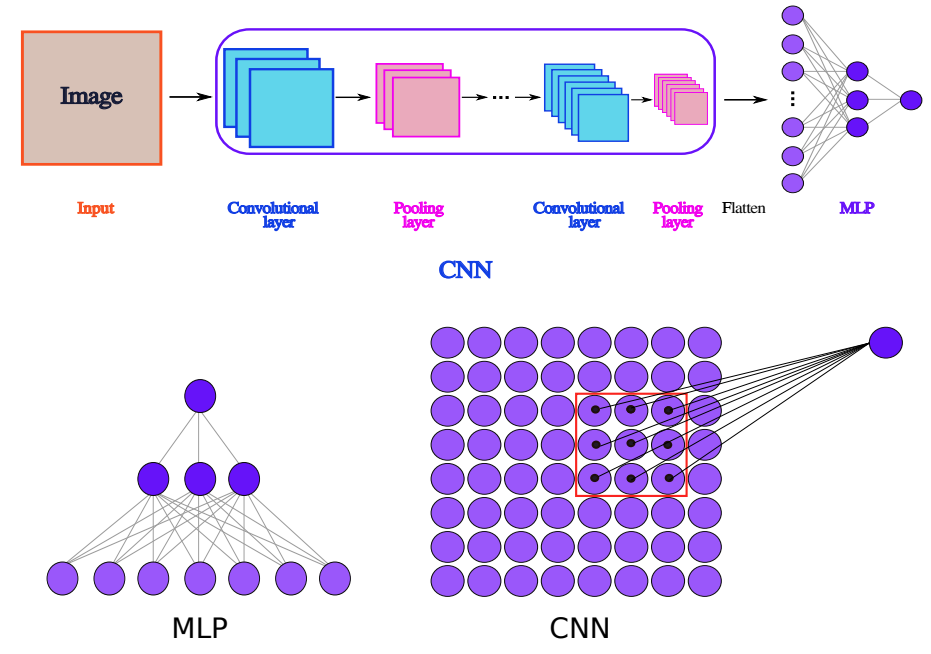 Image
...
...
Input
Convolutional
layer
Pooling
layer
Convolutional
layer
Pooling
layer
Flatten
MLP
CNN
MLP
CNN